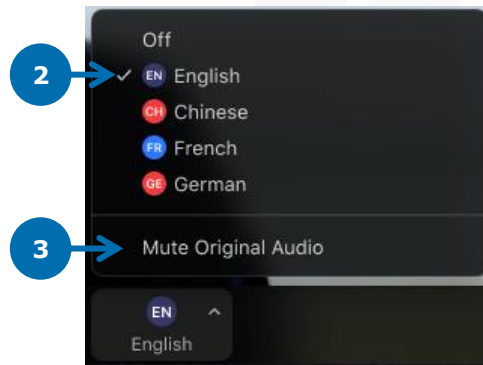 Off
2 ✓ EN English
CH Chinese
FR French
GE German
3 Mute Original Audio
EN
English